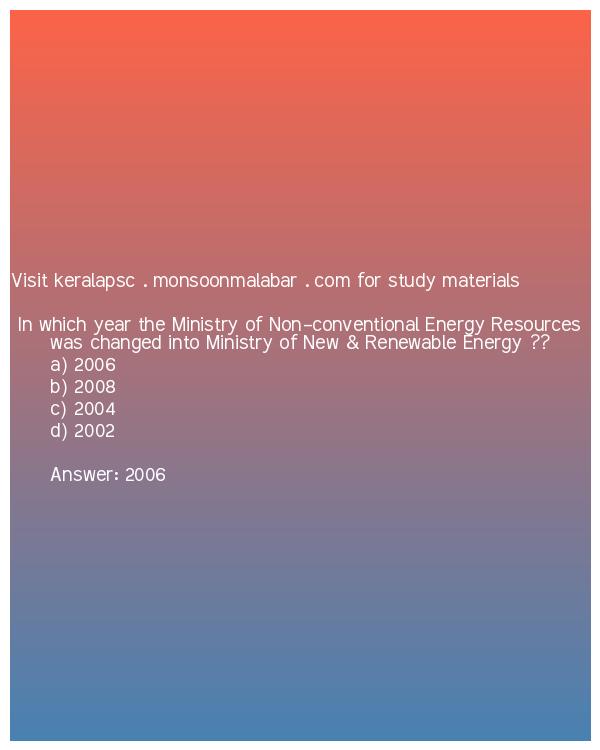 Visit keralapsc . monsoonmalabar . com for study materials
In which year the Ministry of Non-conventional Energy Resources
was changed into Ministry of New & Renewable Energy ??
a) 2006
b) 2008
c) 2004
d) 2002
Answer: 2006